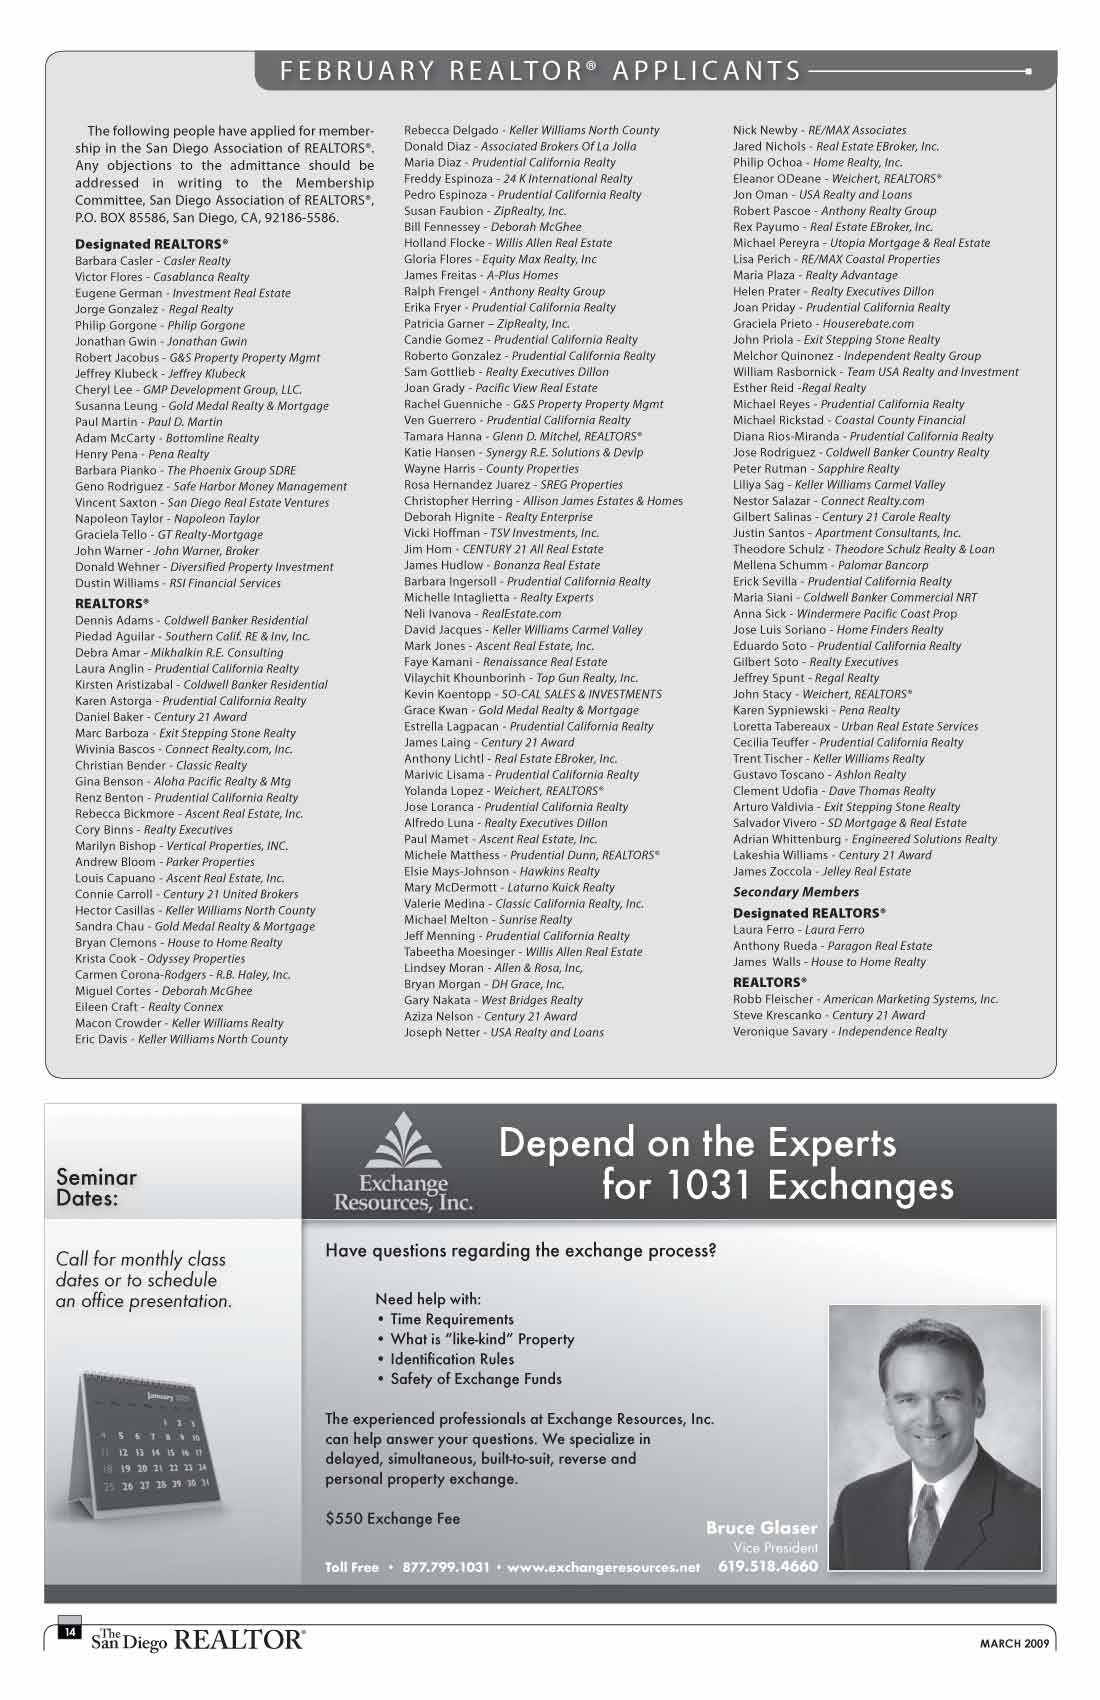 FEBRUARY REALTOR® APPLICANTS
The following people have applied for member-
ship in the San Diego Association of REALTORS®.
Any objections to the admittance should be
addressed in writing to the Membership
Committee, San Diego Association of REALTORS®,
P.O. BOX 85586, San Diego, CA, 92186-5586.
Designated REALTORS®
Barbara Casler - Casler Realty
Victor Flores - Casablanca Realty
Eugene German - Investment Real Estate
Jorge Gonzalez - Regal Realty
Philip Gorgone - Philip Gorgone
Jonathan Gwin - Jonathan Gwin
Robert Jacobus - G&S Property Property Mgmt
Jeffrey Klubeck - Jeffrey Klubeck
Cheryl Lee - GMP Development Group, LLC.
Susanna Leung - Gold Medal Realty & Mortgage
Paul Martin - Paul D. Martin
Adam McCarty - Bottomline Realty
Henry Pena - Pena Realty
Barbara Pianko - The Phoenix Group SDRE
Geno Rodriguez - Safe Harbor Money Management
Vincent Saxton - San Diego Real Estate Ventures
Napoleon Taylor - Napoleon Taylor
Graciela Tello - GT Realty-Mortgage
John Warner - John Warner, Broker
Donald Wehner - Diversified Property Investment
Dustin Williams - RSI Financial Services
REALTORS®
Dennis Adams - Coldwell Banker Residential
Piedad Aguilar - Southern Calif. RE & Inv, Inc.
Debra Amar - Mikhalkin R.E. Consulting
Laura Anglin - Prudential California Realty
Kirsten Aristizabal - Coldwell Banker Residential
Karen Astorga - Prudential California Realty
Daniel Baker - Century 21 Award
Marc Barboza - Exit Stepping Stone Realty
Wivinia Bascos - Connect Realty.com, Inc.
Christian Bender - Classic Realty
Gina Benson - Aloha Pacific Realty & Mtg
Renz Benton - Prudential California Realty
Rebecca Bickmore - Ascent Real Estate, Inc.
Cory Binns - Realty Executives
Marilyn Bishop - Vertical Properties, INC.
Andrew Bloom - Parker Properties
Louis Capuano - Ascent Real Estate, Inc.
Connie Carroll - Century 21 United Brokers
Hector Casillas - Keller Williams North County
Sandra Chau - Gold Medal Realty & Mortgage
Bryan Clemons - House to Home Realty
Krista Cook - Odyssey Properties
Carmen Corona-Rodgers - R.B. Haley, Inc.
Miguel Cortes - Deborah McGhee
Eileen Craft - Realty Connex
Macon Crowder - Keller Williams Realty
Eric Davis - Keller Williams North County
Rebecca Delgado - Keller Williams North County
Donald Diaz - Associated Brokers Of La Jolla
Maria Diaz - Prudential California Realty
Freddy Espinoza - 24 K International Realty
Pedro Espinoza - Prudential California Realty
Susan Faubion - ZipRealty, Inc.
Bill Fennessey - Deborah McGhee
Holland Flocke - Willis Allen Real Estate
Gloria Flores - Equity Max Realty, Inc
James Freitas - A-Plus Homes
Ralph Frengel - Anthony Realty Group
Erika Fryer - Prudential California Realty
Patricia Garner – ZipRealty, Inc.
Candie Gomez - Prudential California Realty
Roberto Gonzalez - Prudential California Realty
Sam Gottlieb - Realty Executives Dillon
Joan Grady - Pacific View Real Estate
Rachel Guenniche - G&S Property Property Mgmt
Ven Guerrero - Prudential California Realty
Tamara Hanna - Glenn D. Mitchel, REALTORS®
Katie Hansen - Synergy R.E. Solutions & Devlp
Wayne Harris - County Properties
Rosa Hernandez Juarez - SREG Properties
Christopher Herring - Allison James Estates & Homes
Deborah Hignite - Realty Enterprise
Vicki Hoffman - TSV Investments, Inc.
Jim Hom - CENTURY 21 All Real Estate
James Hudlow - Bonanza Real Estate
Barbara Ingersoll - Prudential California Realty
Michelle Intaglietta - Realty Experts
Neli Ivanova - RealEstate.com
David Jacques - Keller Williams Carmel Valley
Mark Jones - Ascent Real Estate, Inc.
Faye Kamani - Renaissance Real Estate
Vilaychit Khounborinh - Top Gun Realty, Inc.
Kevin Koentopp - SO-CAL SALES & INVESTMENTS
Grace Kwan - Gold Medal Realty & Mortgage
Estrella Lagpacan - Prudential California Realty
James Laing - Century 21 Award
Anthony Lichtl - Real Estate EBroker, Inc.
Marivic Lisama - Prudential California Realty
Yolanda Lopez - Weichert, REALTORS®
Jose Loranca - Prudential California Realty
Alfredo Luna - Realty Executives Dillon
Paul Mamet - Ascent Real Estate, Inc.
Michele Matthess - Prudential Dunn, REALTORS®
Elsie Mays-Johnson - Hawkins Realty
Mary McDermott - Laturno Kuick Realty
Valerie Medina - Classic California Realty, Inc.
Michael Melton - Sunrise Realty
Jeff Menning - Prudential California Realty
Tabeetha Moesinger - Willis Allen Real Estate
Lindsey Moran - Allen & Rosa, Inc,
Bryan Morgan - DH Grace, Inc.
Gary Nakata - West Bridges Realty
Aziza Nelson - Century 21 Award
Joseph Netter - USA Realty and Loans
Nick Newby - RE/MAX Associates
Jared Nichols - Real Estate EBroker, Inc.
Philip Ochoa - Home Realty, Inc.
Eleanor ODeane - Weichert, REALTORS®
Jon Oman - USA Realty and Loans
Robert Pascoe - Anthony Realty Group
Rex Payumo - Real Estate EBroker, Inc.
Michael Pereyra - Utopia Mortgage & Real Estate
Lisa Perich - RE/MAX Coastal Properties
Maria Plaza - Realty Advantage
Helen Prater - Realty Executives Dillon
Joan Priday - Prudential California Realty
Graciela Prieto - Houserebate.com
John Priola - Exit Stepping Stone Realty
Melchor Quinonez - Independent Realty Group
William Rasbornick - Team USA Realty and Investment
Esther Reid -Regal Realty
Michael Reyes - Prudential California Realty
Michael Rickstad - Coastal County Financial
Diana Rios-Miranda - Prudential California Realty
Jose Rodriguez - Coldwell Banker Country Realty
Peter Rutman - Sapphire Realty
Liliya Sag - Keller Williams Carmel Valley
Nestor Salazar - Connect Realty.com
Gilbert Salinas - Century 21 Carole Realty
Justin Santos - Apartment Consultants, Inc.
Theodore Schulz - Theodore Schulz Realty & Loan
Mellena Schumm - Palomar Bancorp
Erick Sevilla - Prudential California Realty
Maria Siani - Coldwell Banker Commercial NRT
Anna Sick - Windermere Pacific Coast Prop
Jose Luis Soriano - Home Finders Realty
Eduardo Soto - Prudential California Realty
Gilbert Soto - Realty Executives
Jeffrey Spunt - Regal Realty
John Stacy - Weichert, REALTORS®
Karen Sypniewski - Pena Realty
Loretta Tabereaux - Urban Real Estate Services
Cecilia Teuffer - Prudential California Realty
Trent Tischer - Keller Williams Realty
Gustavo Toscano - Ashlon Realty
Clement Udofia - Dave Thomas Realty
Arturo Valdivia - Exit Stepping Stone Realty
Salvador Vivero - SD Mortgage & Real Estate
Adrian Whittenburg - Engineered Solutions Realty
Lakeshia Williams - Century 21 Award
James Zoccola - Jelley Real Estate
Secondary Members
Designated REALTORS®
Laura Ferro - Laura Ferro
Anthony Rueda - Paragon Real Estate
James Walls - House to Home Realty
REALTORS®
Robb Fleischer - American Marketing Systems, Inc.
Steve Krescanko - Century 21 Award
Veronique Savary - Independence Realty
Seminar
Dates:
Call for monthly class
dates or to schedule
an office presentation.
January
1 2 3
4 5 6 7 8 9 10
11 12 13 14 15 16 17
18 19 20 21 22 23 24
25 26 27 28 29 30 31
Exchange
Resources, Inc.
Depend on the Experts
for 1031 Exchanges
Have questions regarding the exchange process?
Need help with:
• Time Requirements
• What is “like-kind” Property
• Identification Rules
• Safety of Exchange Funds
The experienced professionals at Exchange Resources, Inc.
can help answer your questions. We specialize in
delayed, simultaneous, built-to-suit, reverse and
personal property exchange.
$550 Exchange Fee
Bruce Glaser
Vice President
Toll Free • 877.799.1031 • www.exchangeresources.net 619.518.4660
14
The San Diego REALTOR®
MARCH 2009